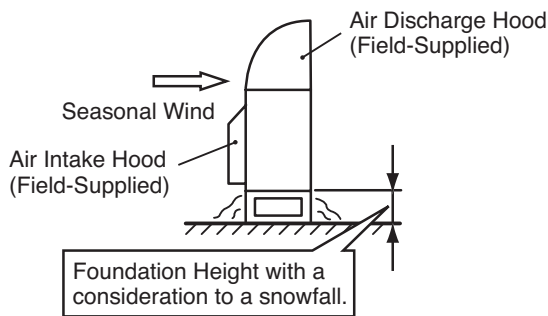 Air Discharge Hood
(Field-Supplied)
Seasonal Wind
Air Intake Hood
(Field-Supplied)
Foundation Height with a
consideration to a snowfall.